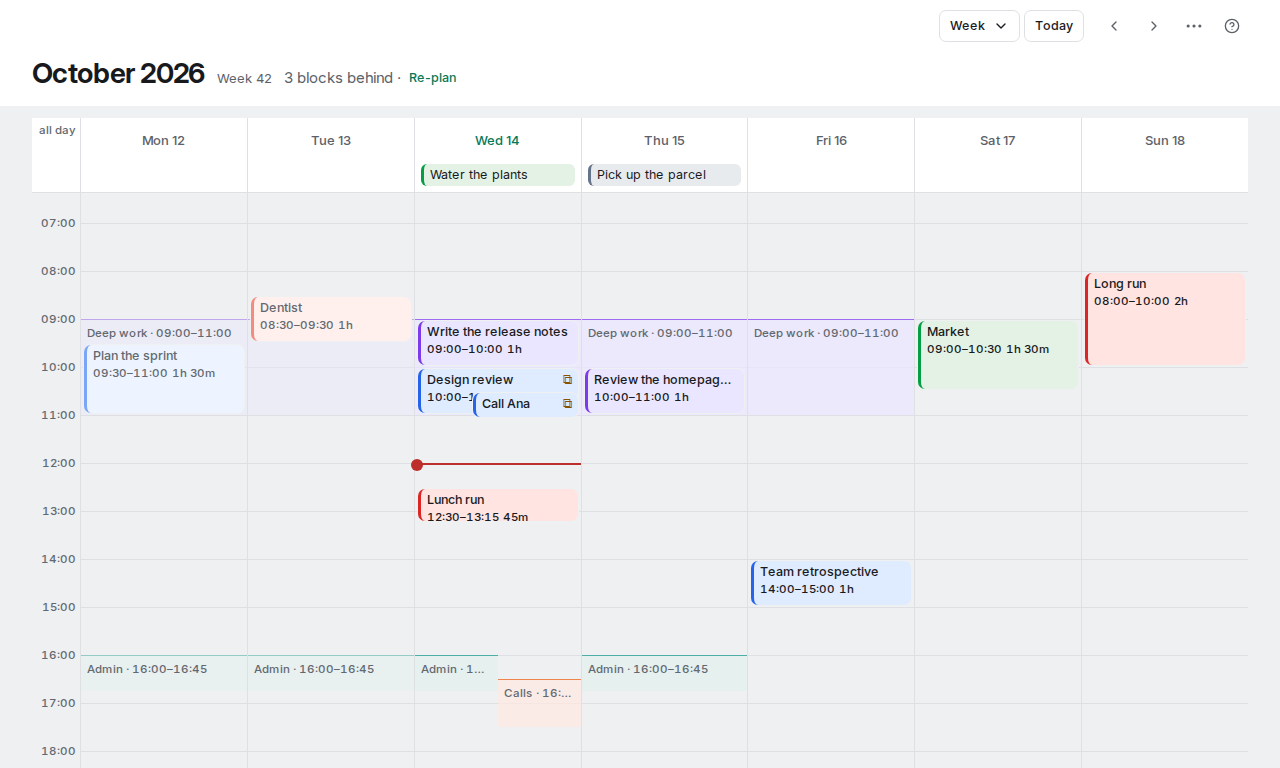 Week
Today
October 2026 Week 42 3 blocks behind · Re-plan
all day
Mon 12
Tue 13
Wed 14
Thu 15
Fri 16
Sat 17
Sun 18
Water the plants
Pick up the parcel
07:00
08:00
09:00
10:00
11:00
12:00
13:00
14:00
15:00
16:00
17:00
18:00
Deep work · 09:00–11:00
Plan the sprint
09:30–11:00 1h 30m
Admin · 16:00–16:45
Dentist
08:30–09:30 1h
Admin · 16:00–16:45
Write the release notes
09:00–10:00 1h
Design review
10:00–1
Call Ana
Lunch run
12:30–13:15 45m
Admin · 1...
Calls · 16:...
Deep work · 09:00–11:00
Review the homepag...
10:00–11:00 1h
Admin · 16:00–16:45
Deep work · 09:00–11:00
Team retrospective
14:00–15:00 1h
Market
09:00–10:30 1h 30m
Long run
08:00–10:00 2h